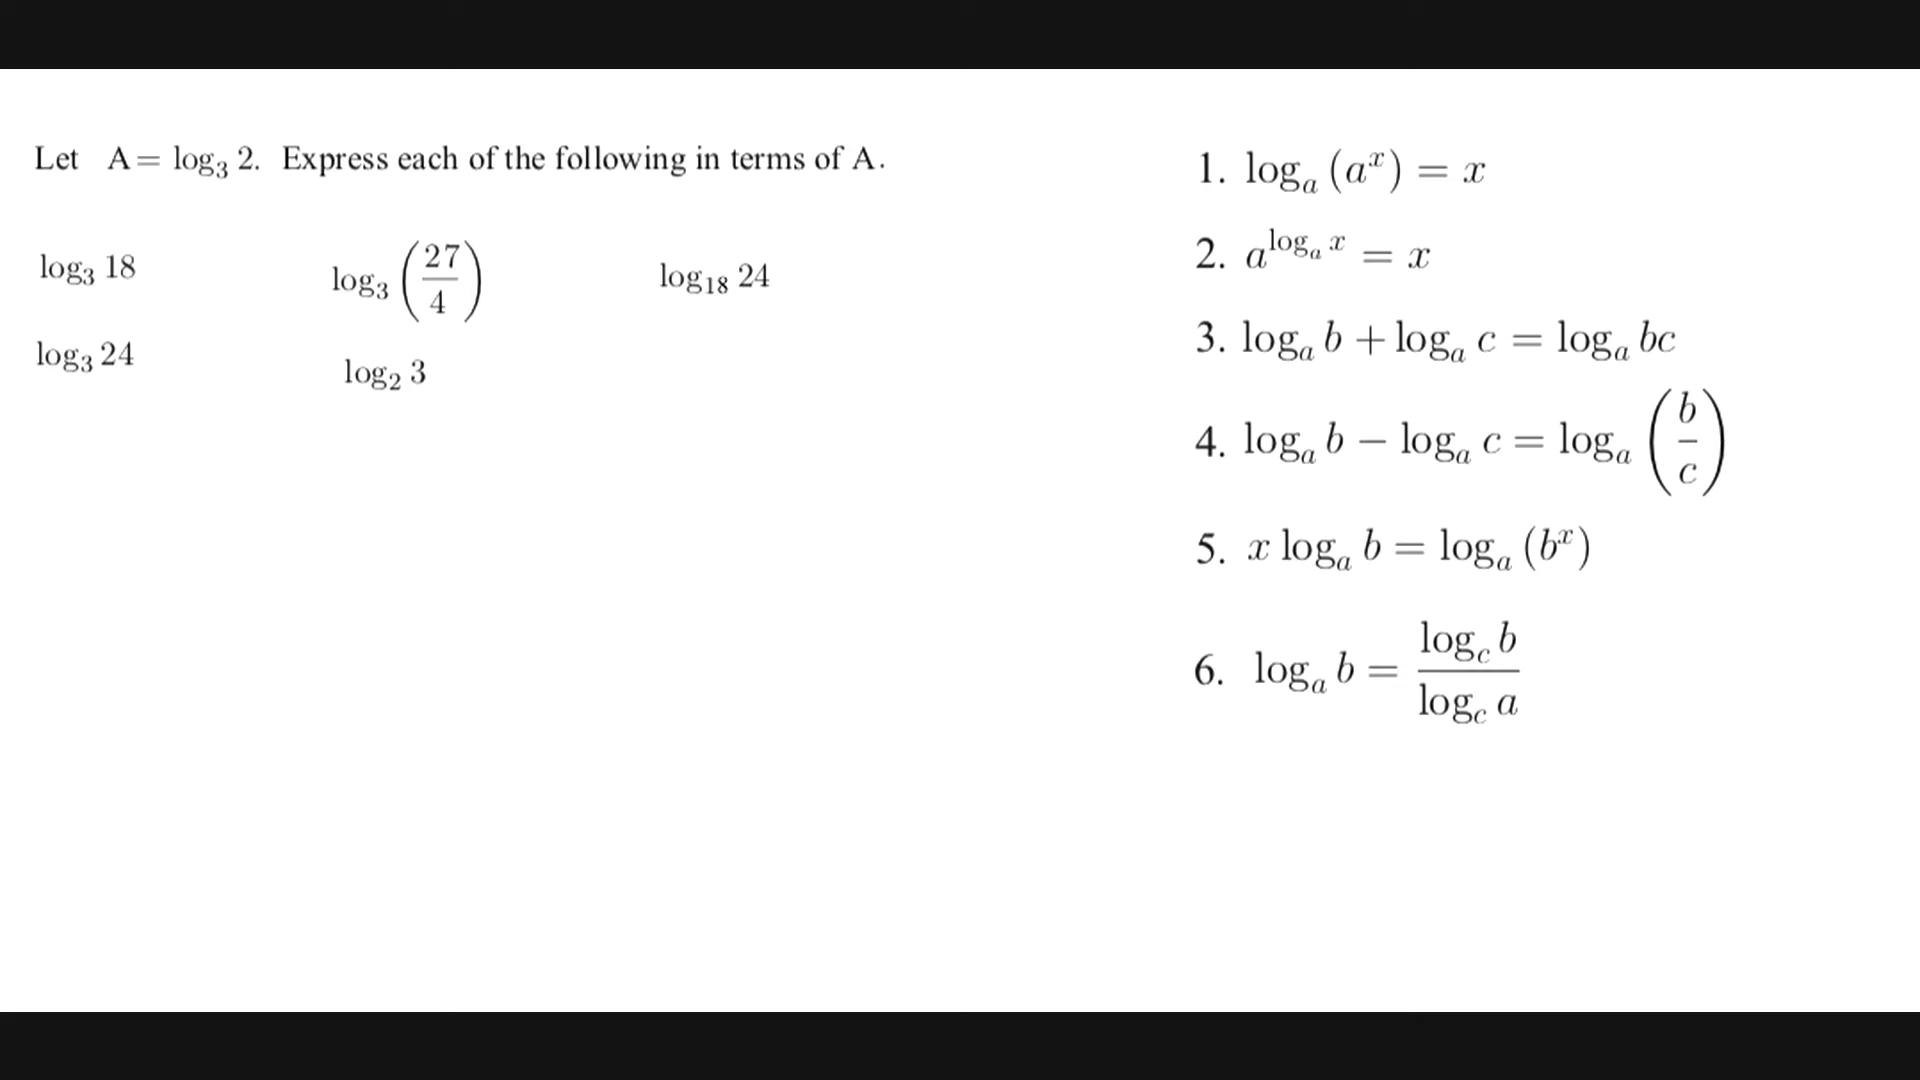 Let A = log₃ 2. Express each of the following in terms of A.
log₃ 18
log₃ (27/4)
log₁₈ 24
log₃ 24
log₂ 3
1. logₐ (aˣ) = x
2. a^(logₐ x) = x
3. logₐ b + logₐ c = logₐ bc
4. logₐ b − logₐ c = logₐ (b/c)
5. x logₐ b = logₐ (bˣ)
6. logₐ b = log_c b / log_c a